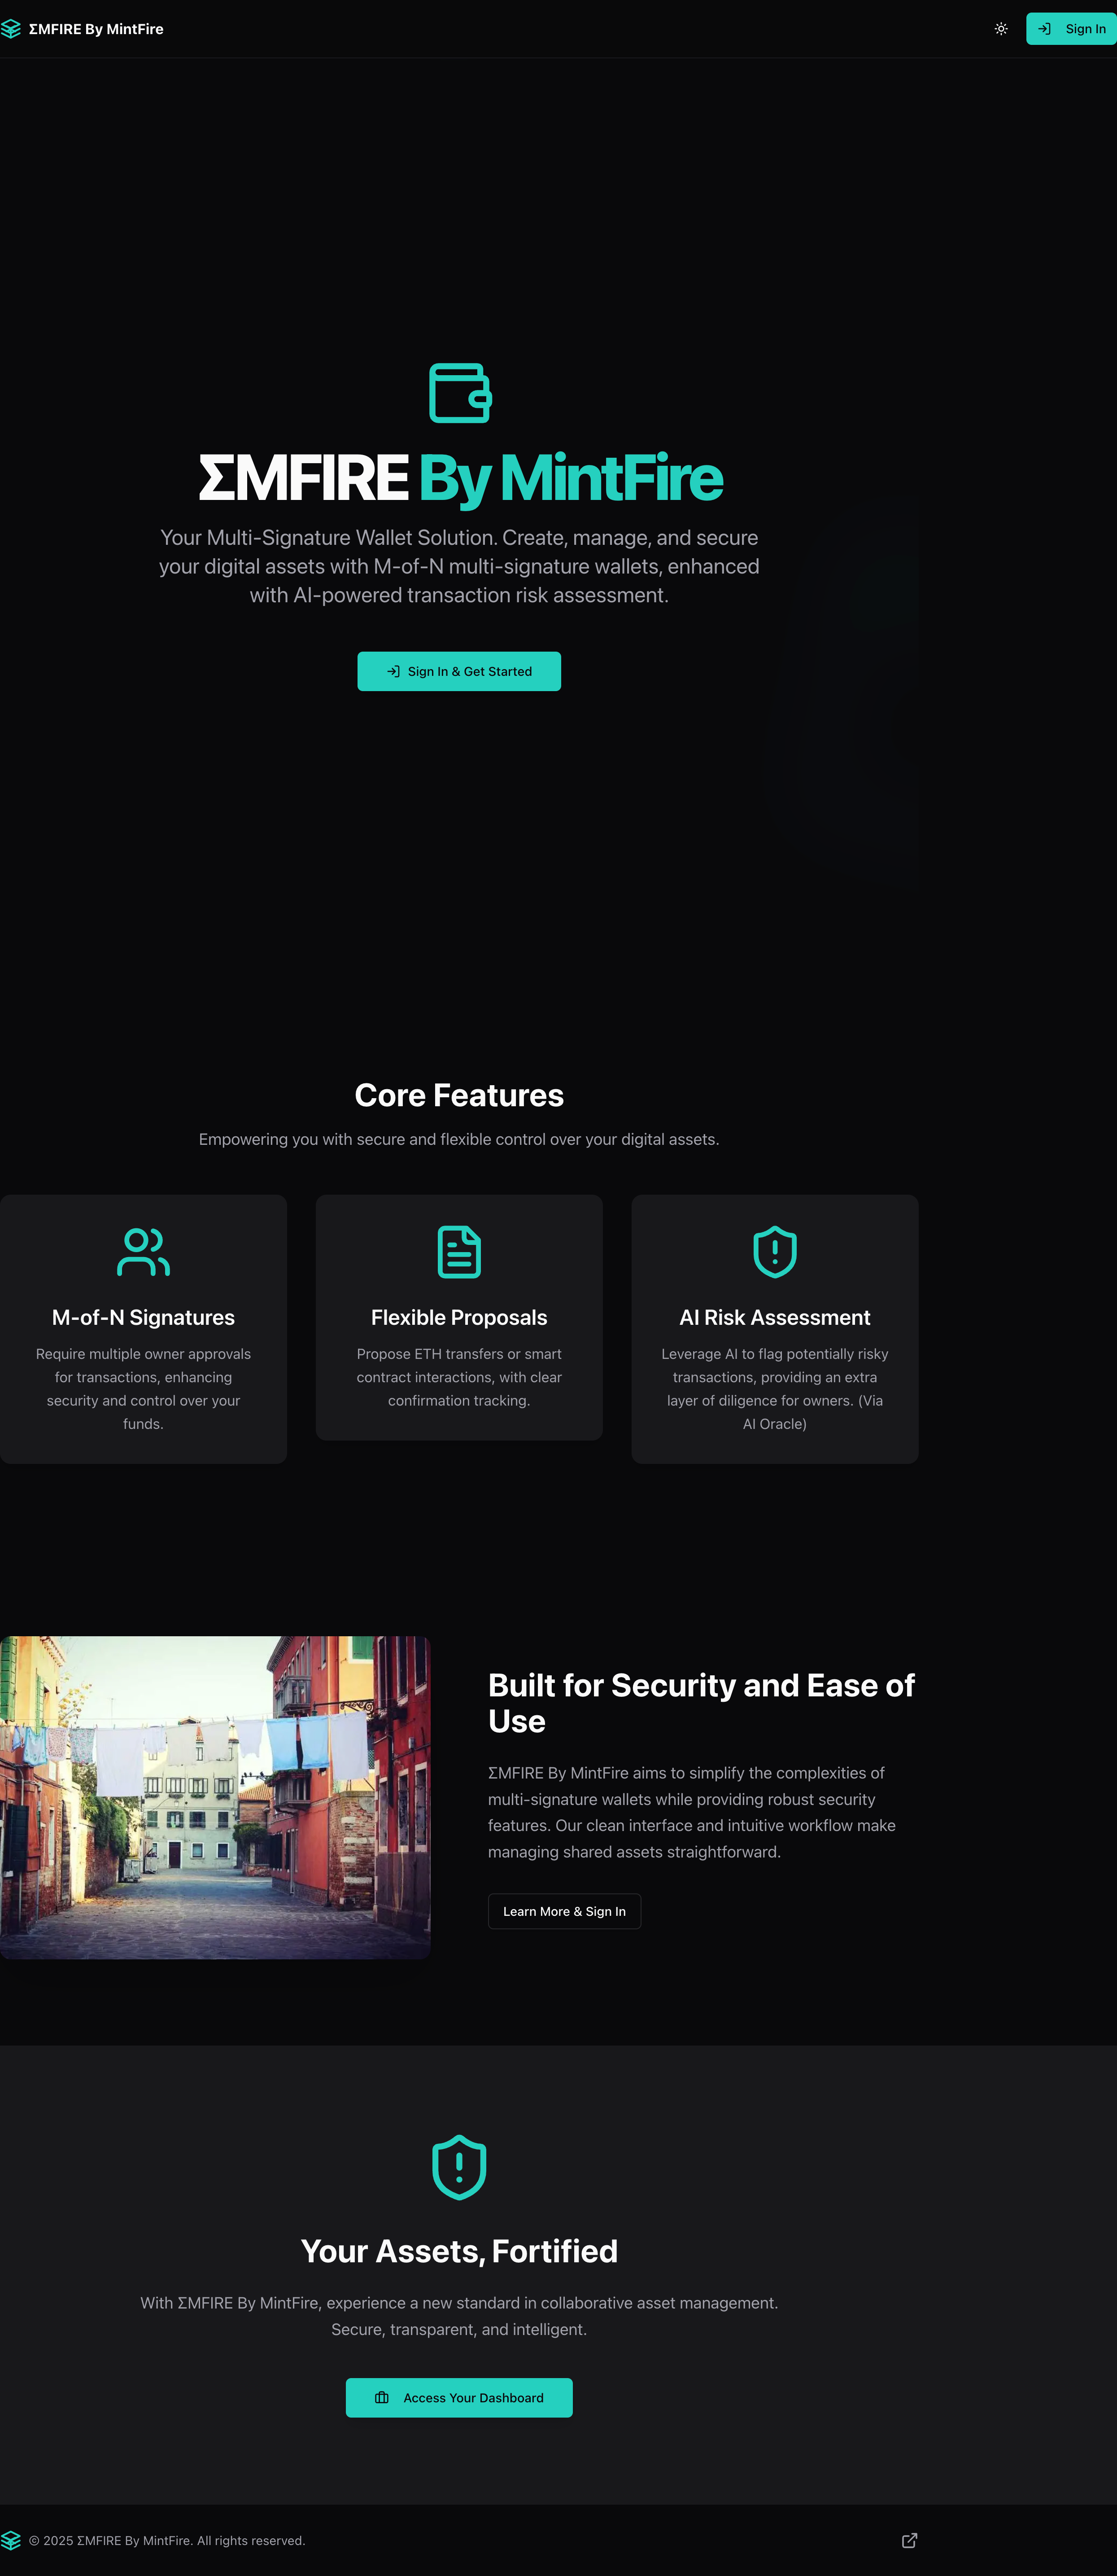 ΣMFIRE By MintFire
Sign In
ΣMFIRE By MintFire
Your Multi-Signature Wallet Solution. Create, manage, and secure
your digital assets with M-of-N multi-signature wallets, enhanced
with AI-powered transaction risk assessment.
Sign In & Get Started
Core Features
Empowering you with secure and flexible control over your digital assets.
M-of-N Signatures
Require multiple owner approvals
for transactions, enhancing
security and control over your
funds.
Flexible Proposals
Propose ETH transfers or smart
contract interactions, with clear
confirmation tracking.
AI Risk Assessment
Leverage AI to flag potentially risky
transactions, providing an extra
layer of diligence for owners. (Via
AI Oracle)
Built for Security and Ease of
Use
ΣMFIRE By MintFire aims to simplify the complexities of
multi-signature wallets while providing robust security
features. Our clean interface and intuitive workflow make
managing shared assets straightforward.
Learn More & Sign In
Your Assets, Fortified
With ΣMFIRE By MintFire, experience a new standard in collaborative asset management.
Secure, transparent, and intelligent.
Access Your Dashboard
© 2025 ΣMFIRE By MintFire. All rights reserved.